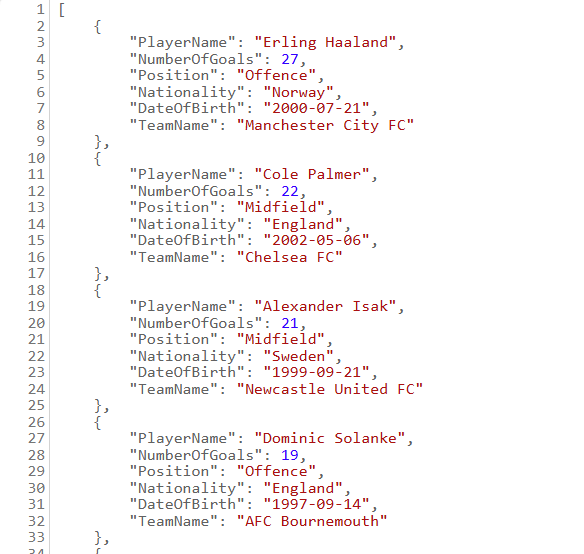 1 [
2 {
3 "PlayerName": "Erling Haaland",
4 "NumberOfGoals": 27,
5 "Position": "Offence",
6 "Nationality": "Norway",
7 "DateOfBirth": "2000-07-21",
8 "TeamName": "Manchester City FC"
9 },
10 {
11 "PlayerName": "Cole Palmer",
12 "NumberOfGoals": 22,
13 "Position": "Midfield",
14 "Nationality": "England",
15 "DateOfBirth": "2002-05-06",
16 "TeamName": "Chelsea FC"
17 },
18 {
19 "PlayerName": "Alexander Isak",
20 "NumberOfGoals": 21,
21 "Position": "Midfield",
22 "Nationality": "Sweden",
23 "DateOfBirth": "1999-09-21",
24 "TeamName": "Newcastle United FC"
25 },
26 {
27 "PlayerName": "Dominic Solanke",
28 "NumberOfGoals": 19,
29 "Position": "Offence",
30 "Nationality": "England",
31 "DateOfBirth": "1997-09-14",
32 "TeamName": "AFC Bournemouth"
33 },
34 {